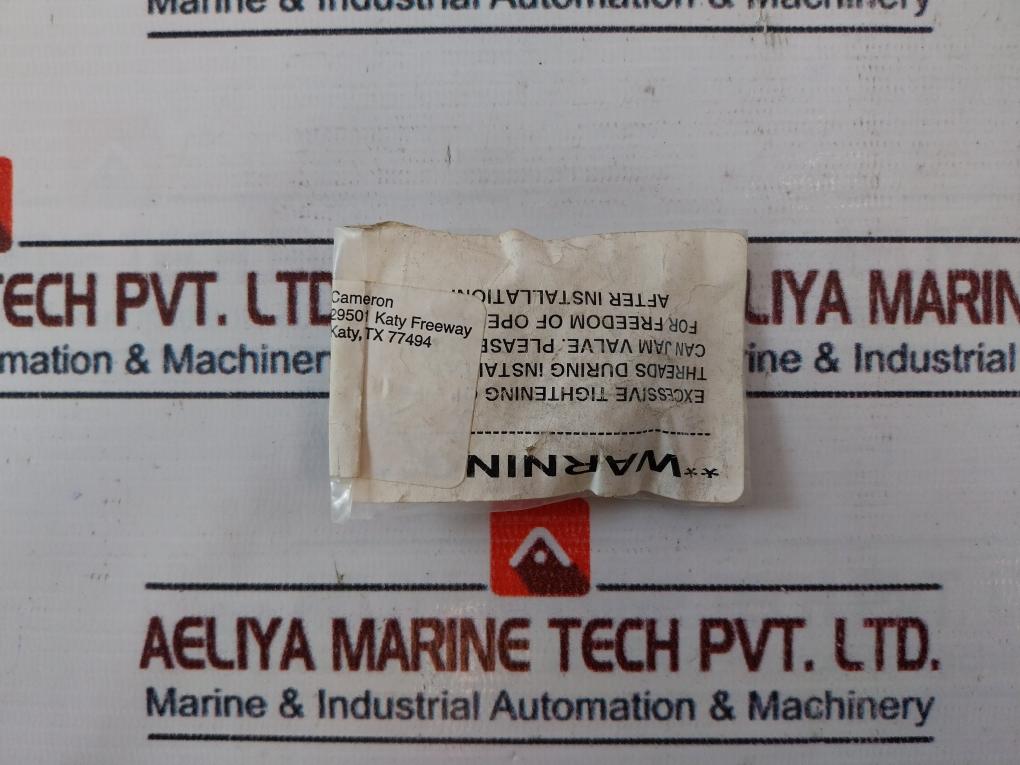 Marine & Industrial Automation & Machinery
TECH PVT. LTD
mation & Machiner
ELIYA MARIN
ine & Industrial
Cameron
29501 Katy Freeway
Katy, TX 77494
**WARNIN
EXCESSIVE TIGHTENING
THREADS DURING INSTAL
CAN JAM VALVE. PLEASE
FOR FREEDOM OF OPE
AFTER INSTALLATION
AELIYA MARINE TECH PVT. LTD.
Marine & Industrial Automation & Machinery